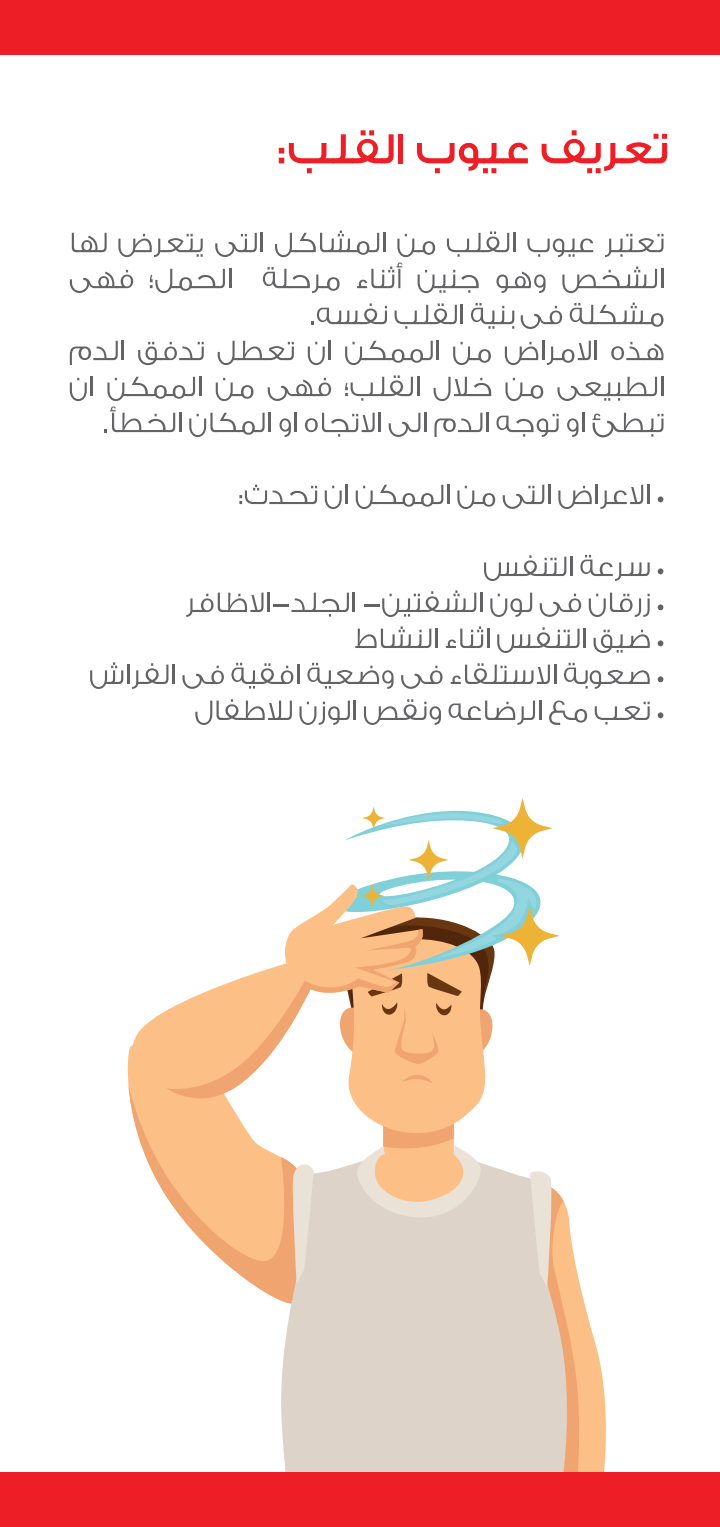 تعريف عيوب القلب:
تعتبر عيوب القلب من المشاكل التى يتعرض لها
الشخص وهو جنين أثناء مرحلة الحمل؛ فهى
مشكلة فى بنية القلب نفسه.
هذه الامراض من الممكن ان تعطل تدفق الدم
الطبيعى من خلال القلب؛ فهى من الممكن ان
تبطئ او توجه الدم الى الاتجاه او المكان الخطأ.
• الاعراض التى من الممكن ان تحدث:
• سرعة التنفس
• زرقان فى لون الشفتين– الجلد–الاظافر
• ضيق التنفس اثناء النشاط
• صعوبة الاستلقاء فى وضعية افقية فى الفراش
• تعب مع الرضاعه ونقص الوزن للاطفال